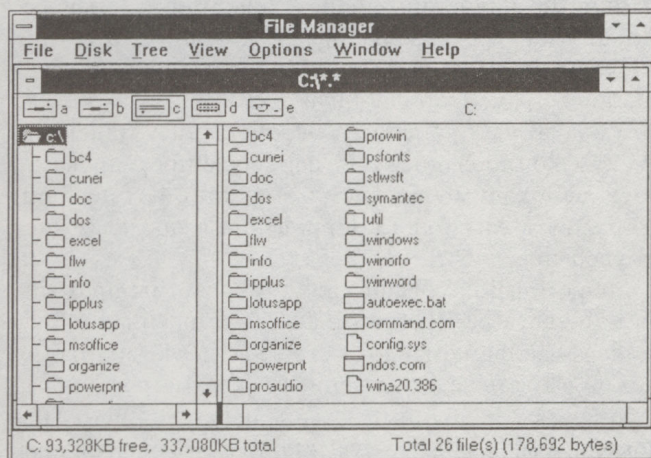 File Manager
File Disk Tree View Options Window Help
C:\*.*
a b c d e C:
c:\
bc4
cunei
doc
dos
excel
flw
info
ipplus
lotusapp
msoffice
organize
powerpnt
bc4
cunei
doc
dos
excel
flw
info
ipplus
lotusapp
msoffice
organize
powerpnt
proaudio
prowin
psfonts
stlwsft
symantec
util
windows
winorfo
winword
autoexec.bat
command.com
config.sys
ndos.com
wina20.386
C: 93,328KB free, 337,080KB total Total 26 file(s) (178,692 bytes)